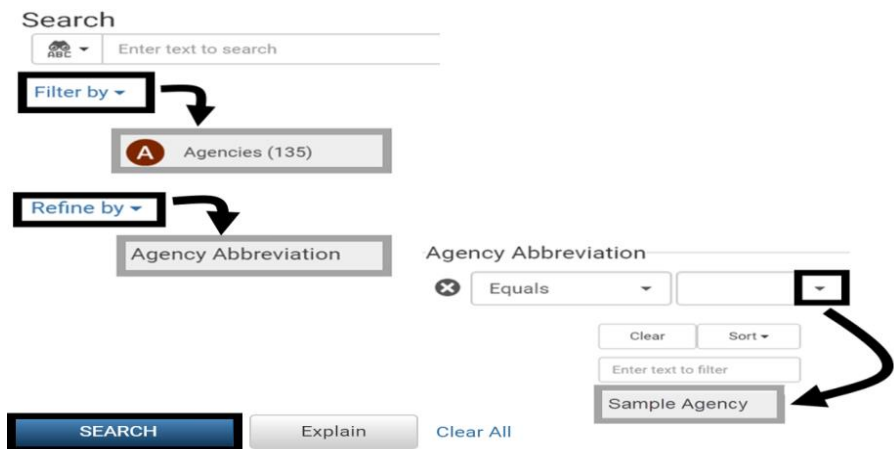 Search
ABC Enter text to search
Filter by
A Agencies (135)
Refine by
Agency Abbreviation
Agency Abbreviation
Equals
Clear Sort
Enter text to filter
Sample Agency
SEARCH Explain Clear All